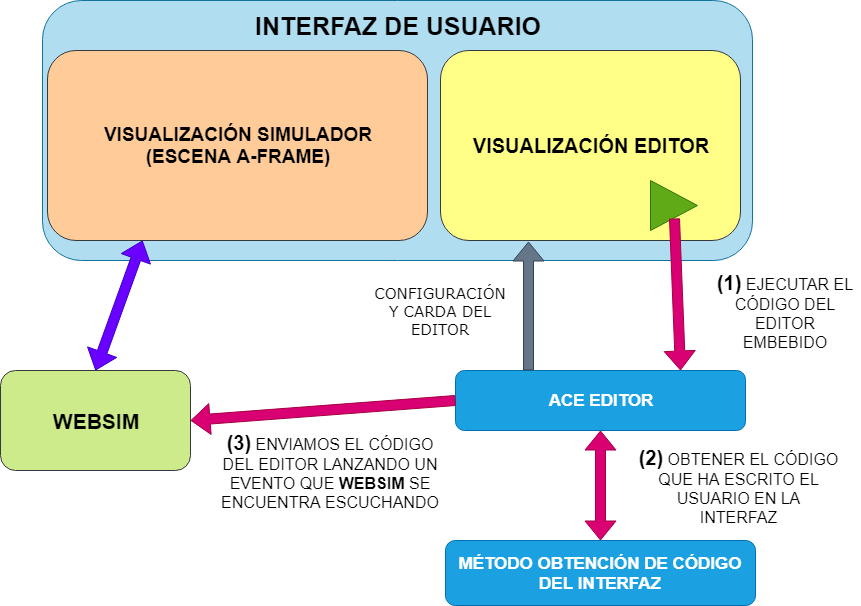 INTERFAZ DE USUARIO
VISUALIZACIÓN SIMULADOR
(ESCENA A-FRAME)
VISUALIZACIÓN EDITOR
CONFIGURACIÓN
Y CARDA DEL
EDITOR
(1) EJECUTAR EL
CÓDIGO DEL
EDITOR
EMBEBIDO
WEBSIM
ACE EDITOR
(3) ENVIAMOS EL CÓDIGO
DEL EDITOR LANZANDO UN
EVENTO QUE WEBSIM SE
ENCUENTRA ESCUCHANDO
(2) OBTENER EL CÓDIGO
QUE HA ESCRITO EL
USUARIO EN LA
INTERFAZ
MÉTODO OBTENCIÓN DE CÓDIGO
DEL INTERFAZ